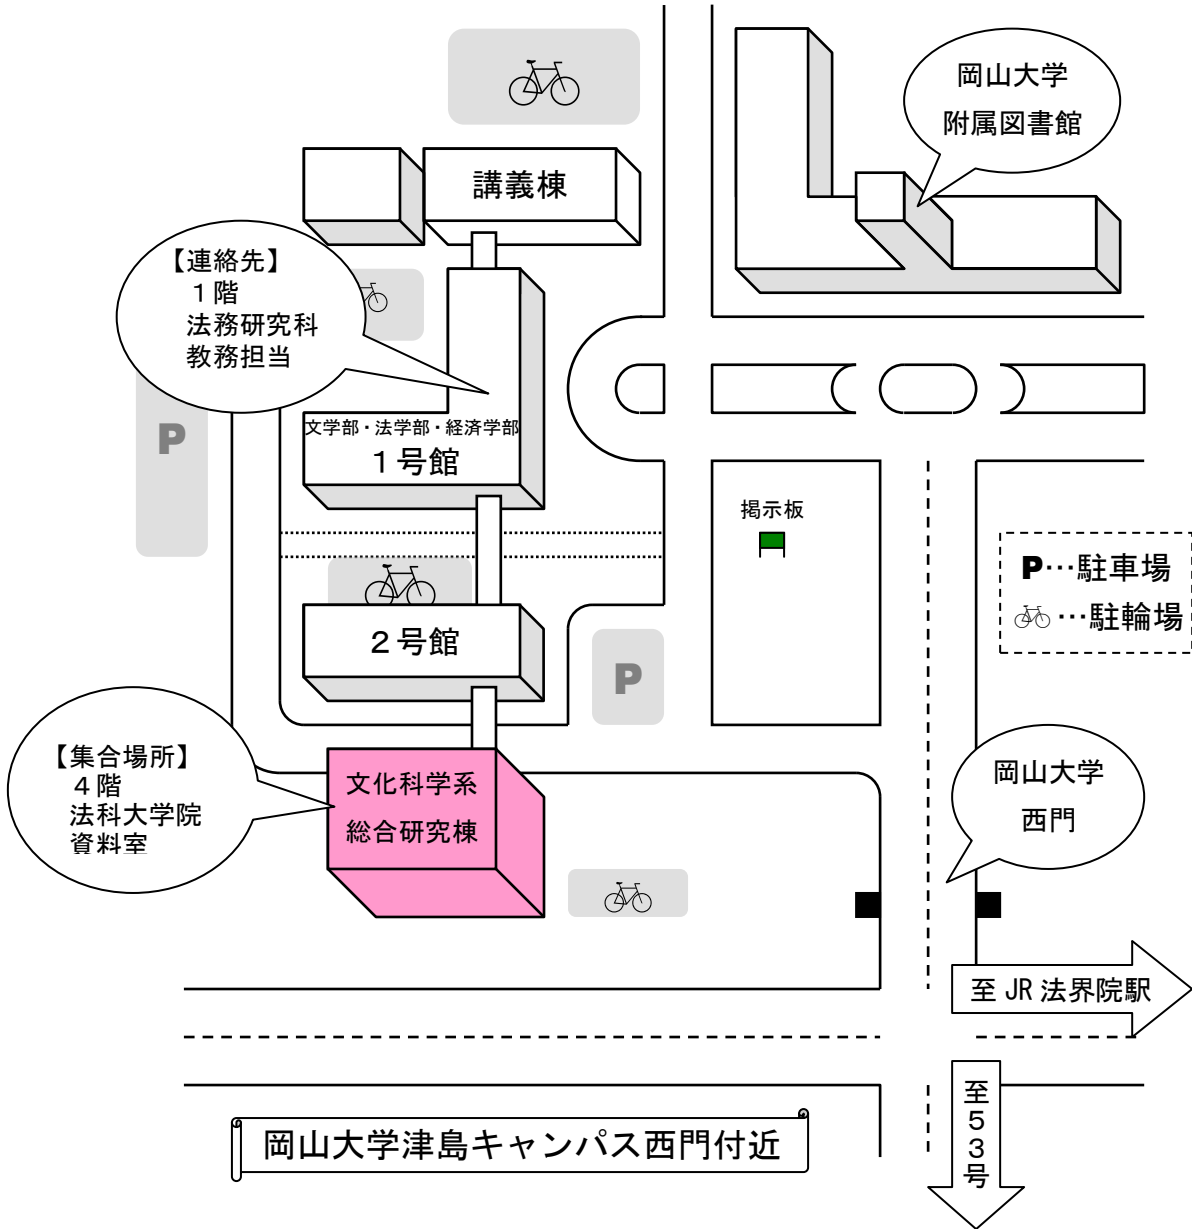 岡山大学
附属図書館
講義棟
【連絡先】
１階
法務研究科
教務担当
P
文学部・法学部・経済学部
１号館
掲示板
P…駐車場
…駐輪場
２号館
P
【集合場所】
４階
法科大学院
資料室
文化科学系
総合研究棟
岡山大学
西門
至 JR 法界院駅
至５３号
岡山大学津島キャンパス西門付近